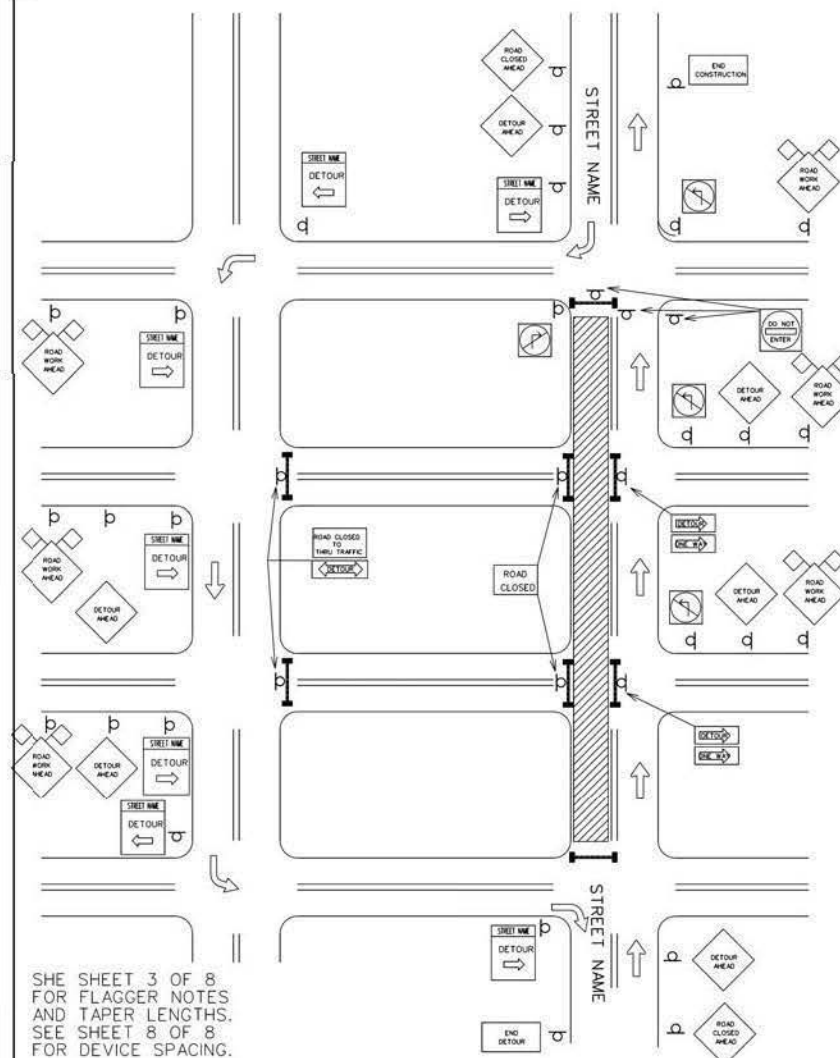 ROAD
CLOSED
AHEAD
END
CONSTRUCTION
STREET NAME
DETOUR
AHEAD
STREET NAME
DETOUR
STREET NAME
DETOUR
ROAD
WORK
AHEAD
ROAD
WORK
AHEAD
STREET NAME
DETOUR
DO NOT
ENTER
DETOUR
AHEAD
ROAD
WORK
AHEAD
ROAD
WORK
AHEAD
DETOUR
AHEAD
STREET NAME
DETOUR
ROAD CLOSED
TO
THRU TRAFFIC
DETOUR
ROAD
CLOSED
DETOUR
ONE WAY
DETOUR
AHEAD
ROAD
WORK
AHEAD
ROAD
WORK
AHEAD
DETOUR
AHEAD
STREET NAME
DETOUR
STREET NAME
DETOUR
DETOUR
ONE WAY
STREET NAME
STREET NAME
DETOUR
DETOUR
AHEAD
END
DETOUR
ROAD
CLOSED
AHEAD
SHE SHEET 3 OF 8
FOR FLAGGER NOTES
AND TAPER LENGTHS.
SEE SHEET 8 OF 8
FOR DEVICE SPACING.